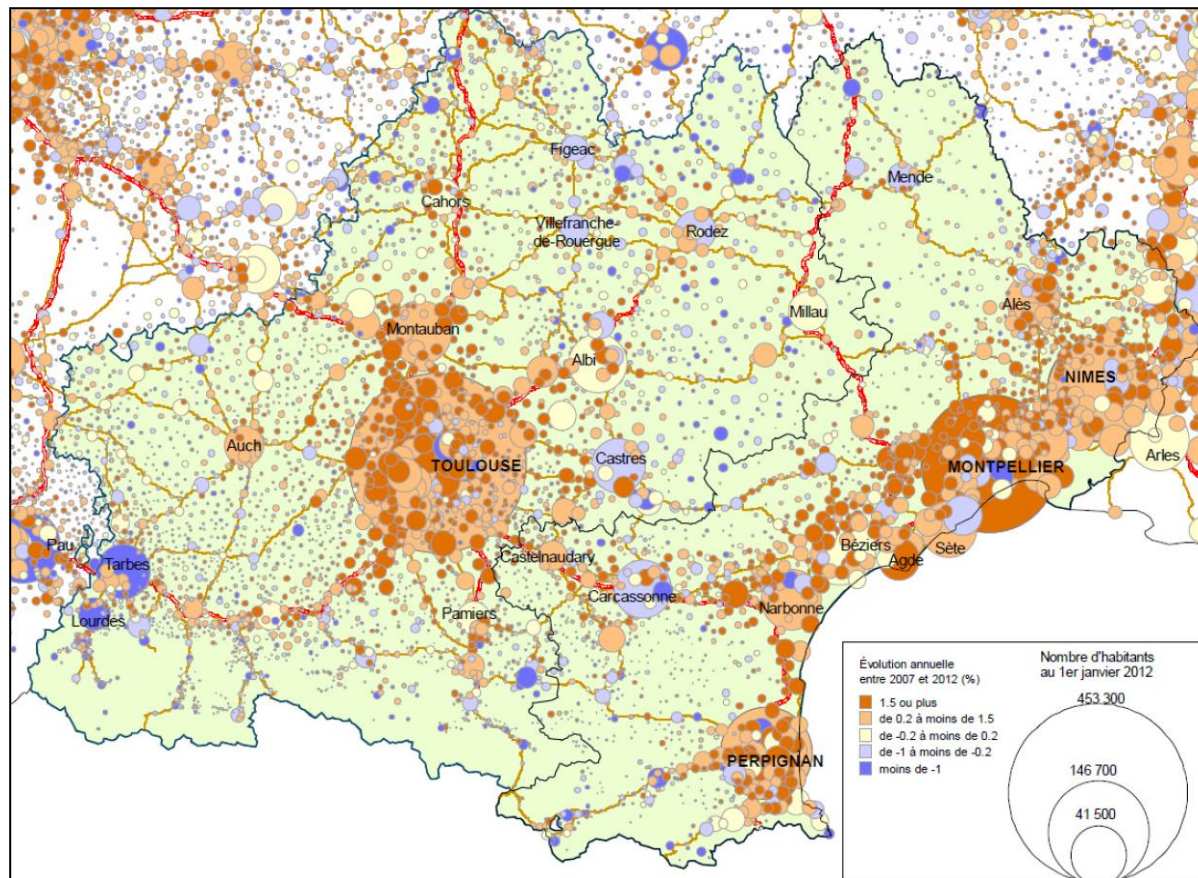 Figeac
Mende
Cahors
Villefranche-
de-Rouergue
Rodez
Alès
Millau
Montauban
Albi
NIMES
Auch
TOULOUSE
Castres
MONTPELLIER
Arles
Pau
Tarbes
Castelnaudary
Béziers
Sète
Agde
Carcassonne
Narbonne
Lourdes
Pamiers
PERPIGNAN
Évolution annuelle
entre 2007 et 2012 (%)
1.5 ou plus
de 0.2 à moins de 1.5
de -0.2 à moins de 0.2
de -1 à moins de -0.2
moins de -1
Nombre d'habitants
au 1er janvier 2012
453 300
146 700
41 500